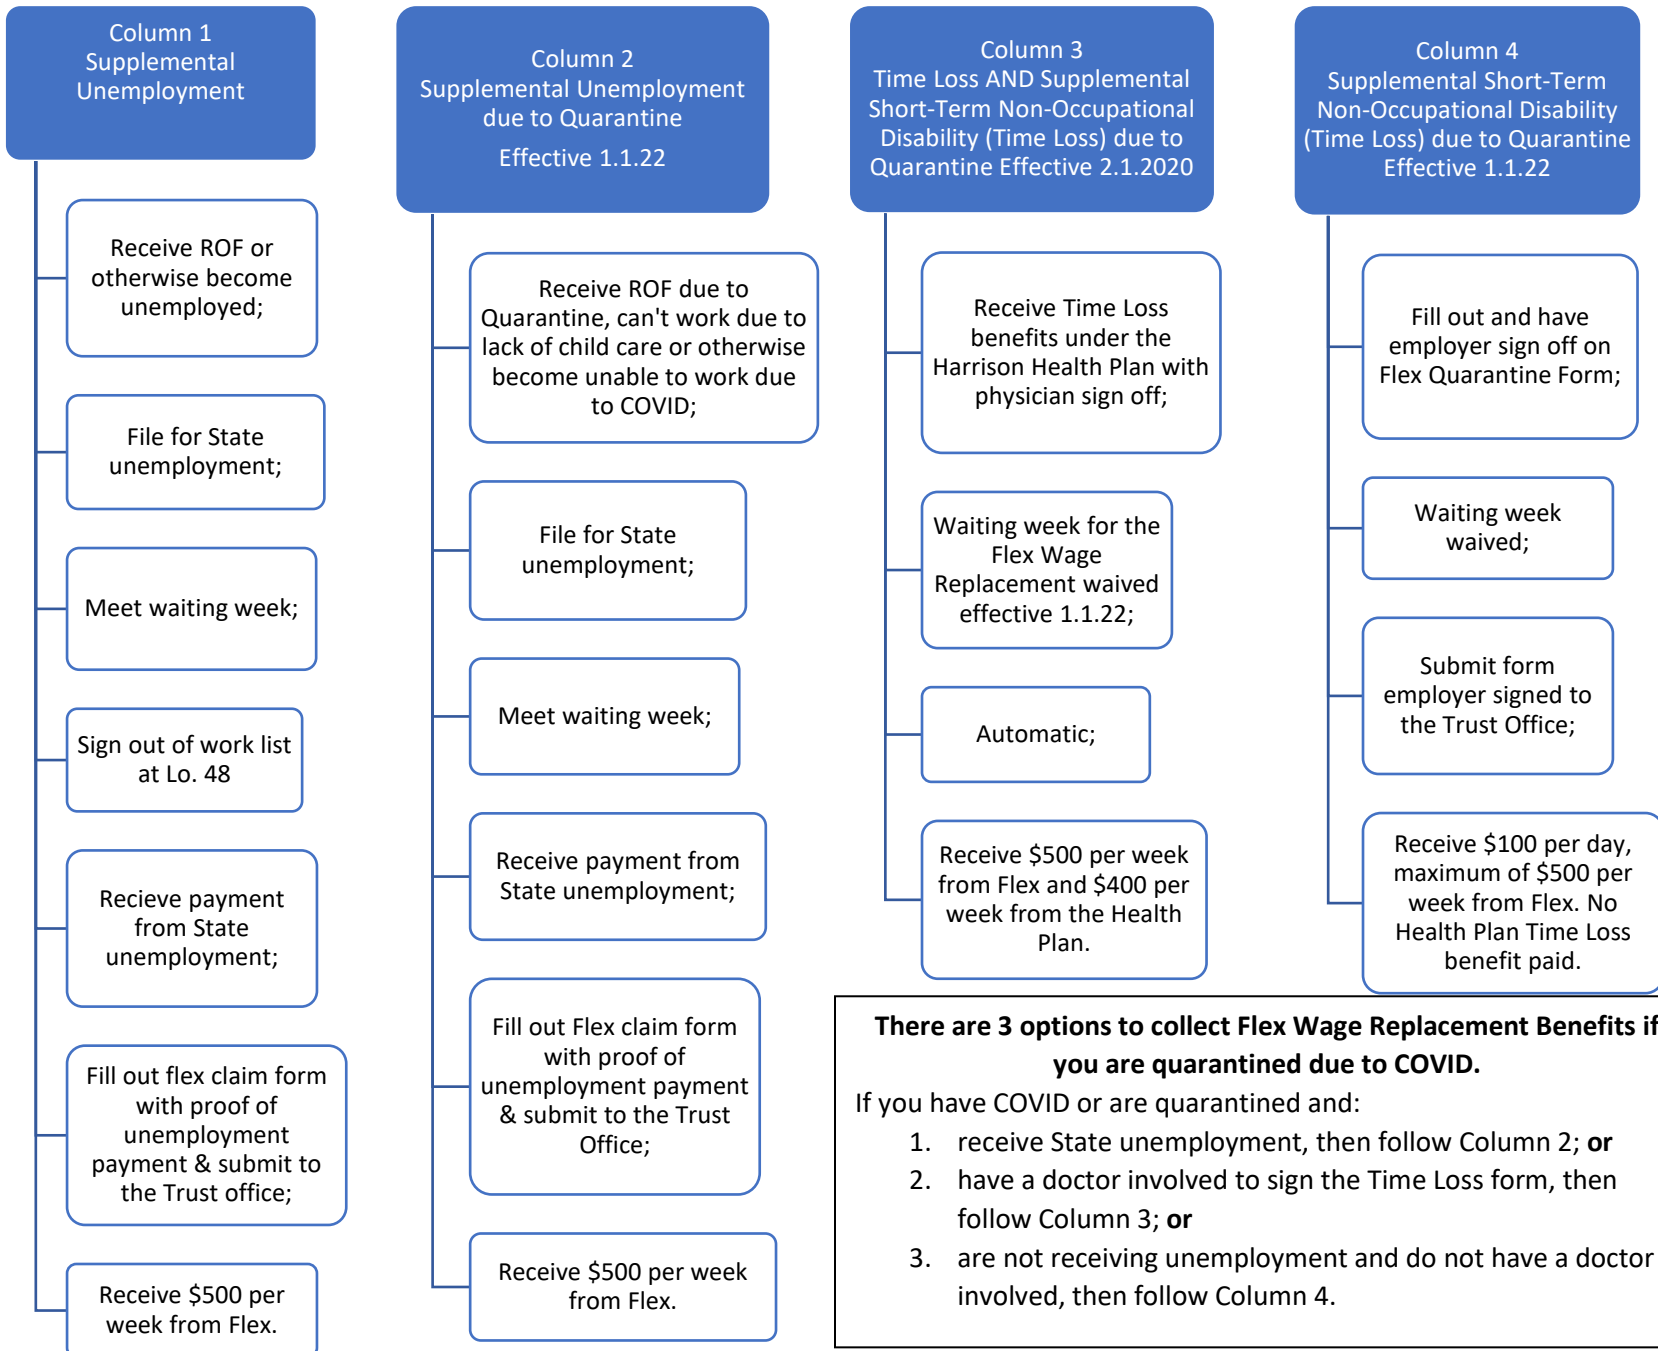 Column 1
Supplemental
Unemployment
Receive ROF or
otherwise become
unemployed;
File for State
unemployment;
Meet waiting week;
Sign out of work list
at Lo. 48
Recieve payment
from State
unemployment;
Fill out flex claim form
with proof of
unemployment
payment & submit to
the Trust office;
Receive $500 per
week from Flex.
Column 2
Supplemental Unemployment
due to Quarantine
Effective 1.1.22
Receive ROF due to
Quarantine, can't work due to
lack of child care or otherwise
become unable to work due
to COVID;
File for State
unemployment;
Meet waiting week;
Receive payment from
State unemployment;
Fill out Flex claim form
with proof of
unemployment payment
& submit to the Trust
Office;
Receive $500 per week
from Flex.
Column 3
Time Loss AND Supplemental
Short-Term Non-Occupational
Disability (Time Loss) due to
Quarantine Effective 2.1.2020
Receive Time Loss
benefits under the
Harrison Health Plan with
physician sign off;
Waiting week for the
Flex Wage
Replacement waived
effective 1.1.22;
Automatic;
Receive $500 per week
from Flex and $400 per
week from the Health
Plan.
Column 4
Supplemental Short-Term
Non-Occupational Disability
(Time Loss) due to Quarantine
Effective 1.1.22
Fill out and have
employer sign off on
Flex Quarantine Form;
Waiting week
waived;
Submit form
employer signed to
the Trust Office;
Receive $100 per day,
maximum of $500 per
week from Flex. No
Health Plan Time Loss
benefit paid.
There are 3 options to collect Flex Wage Replacement Benefits if
you are quarantined due to COVID.
If you have COVID or are quarantined and:
1. receive State unemployment, then follow Column 2; or
2. have a doctor involved to sign the Time Loss form, then
follow Column 3; or
3. are not receiving unemployment and do not have a doctor
involved, then follow Column 4.